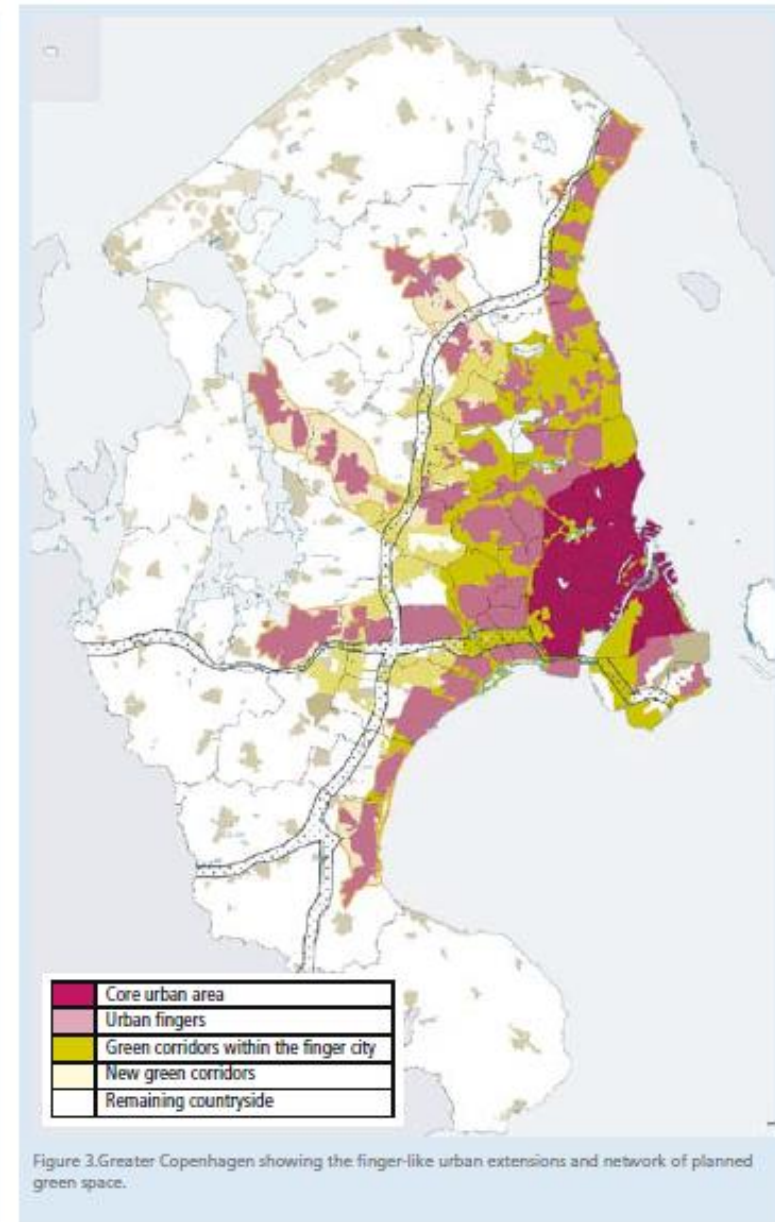 Core urban area
Urban fingers
Green corridors within the finger city
New green corridors
Remaining countryside
Figure 3.Greater Copenhagen showing the finger-like urban extensions and network of planned
green space.